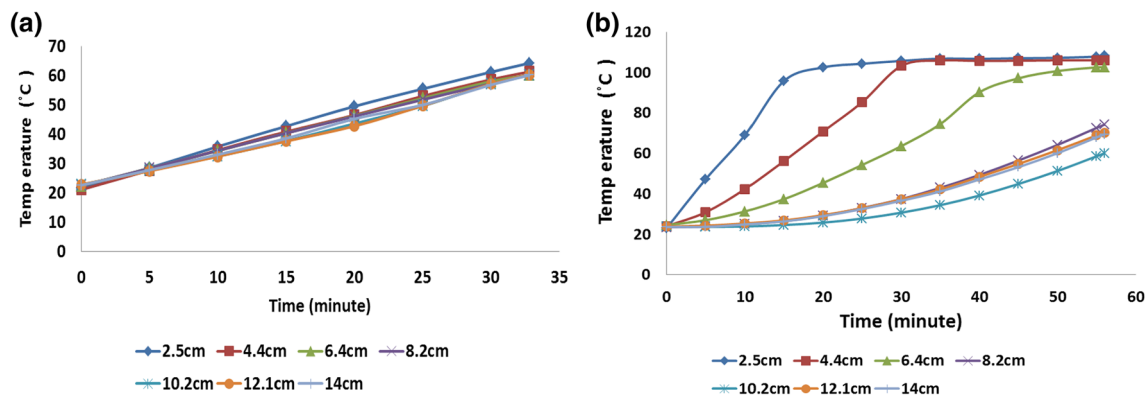 (a)
70
60
50
40
30
20
10
0
Temp erature (°C)
0 5 10 15 20 25 30 35
Time (minute)
2.5cm 4.4cm 6.4cm 8.2cm
10.2cm 12.1cm 14cm
(b)
120
100
80
60
40
20
0
Temp erature (°C)
0 10 20 30 40 50 60
Time (minute)
2.5cm 4.4cm 6.4cm 8.2cm
10.2cm 12.1cm 14cm